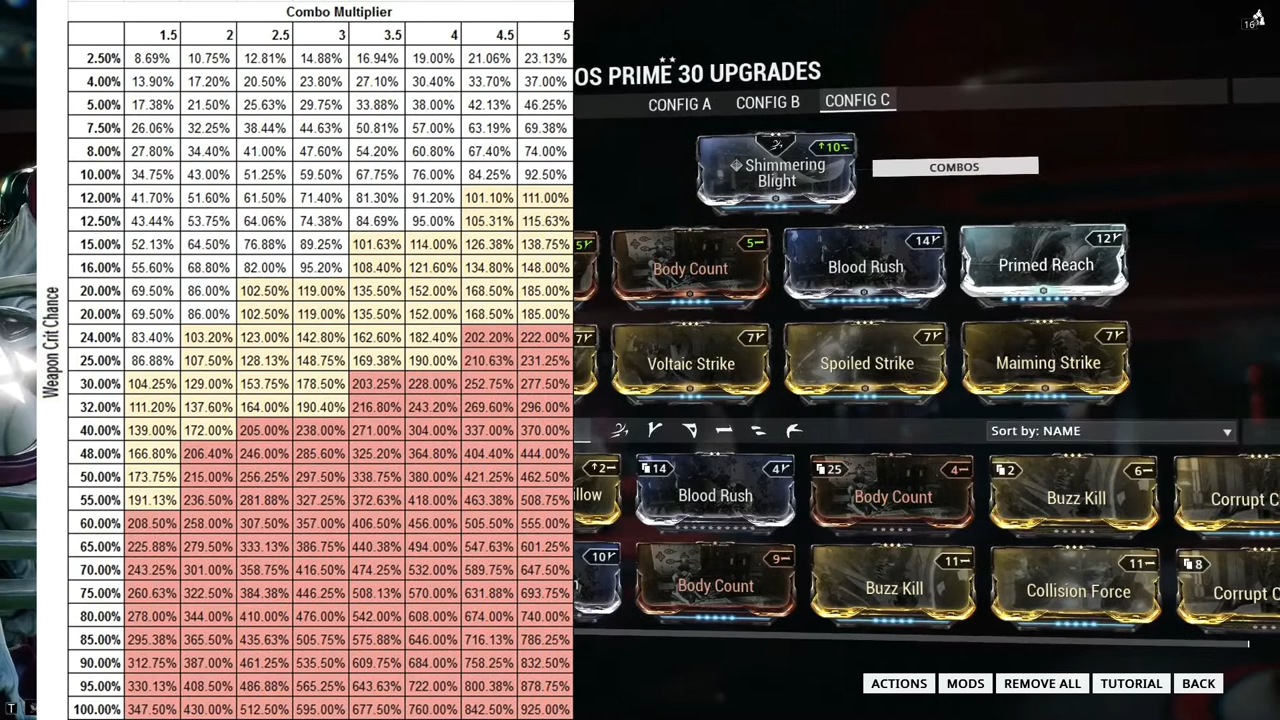 Combo Multiplier
1.5 2 2.5 3 3.5 4 4.5 5
Weapon Crit Chance
2.50% 8.69% 10.75% 12.81% 14.88% 16.94% 19.00% 21.06% 23.13%
4.00% 13.90% 17.20% 20.50% 23.80% 27.10% 30.40% 33.70% 37.00%
5.00% 17.38% 21.50% 25.63% 29.75% 33.88% 38.00% 42.13% 46.25%
7.50% 26.06% 32.25% 38.44% 44.63% 50.81% 57.00% 63.19% 69.38%
8.00% 27.80% 34.40% 41.00% 47.60% 54.20% 60.80% 67.40% 74.00%
10.00% 34.75% 43.00% 51.25% 59.50% 67.75% 76.00% 84.25% 92.50%
12.00% 41.70% 51.60% 61.50% 71.40% 81.30% 91.20% 101.10% 111.00%
12.50% 43.44% 53.75% 64.06% 74.38% 84.69% 95.00% 105.31% 115.63%
15.00% 52.13% 64.50% 76.88% 89.25% 101.63% 114.00% 126.38% 138.75%
16.00% 55.60% 68.80% 82.00% 95.20% 108.40% 121.60% 134.80% 148.00%
20.00% 69.50% 86.00% 102.50% 119.00% 135.50% 152.00% 168.50% 185.00%
20.00% 69.50% 86.00% 102.50% 119.00% 135.50% 152.00% 168.50% 185.00%
24.00% 83.40% 103.20% 123.00% 142.80% 162.60% 182.40% 202.20% 222.00%
25.00% 86.88% 107.50% 128.13% 148.75% 169.38% 190.00% 210.63% 231.25%
30.00% 104.25% 129.00% 153.75% 178.50% 203.25% 228.00% 252.75% 277.50%
32.00% 111.20% 137.60% 164.00% 190.40% 216.80% 243.20% 269.60% 296.00%
40.00% 139.00% 172.00% 205.00% 238.00% 271.00% 304.00% 337.00% 370.00%
48.00% 166.80% 206.40% 246.00% 285.60% 325.20% 364.80% 404.40% 444.00%
50.00% 173.75% 215.00% 256.25% 297.50% 338.75% 380.00% 421.25% 462.50%
55.00% 191.13% 236.50% 281.88% 327.25% 372.63% 418.00% 463.38% 508.75%
60.00% 208.50% 258.00% 307.50% 357.00% 406.50% 456.00% 505.50% 555.00%
65.00% 225.88% 279.50% 333.13% 386.75% 440.38% 494.00% 547.63% 601.25%
70.00% 243.25% 301.00% 358.75% 416.50% 474.25% 532.00% 589.75% 647.50%
75.00% 260.63% 322.50% 384.38% 446.25% 508.13% 570.00% 631.88% 693.75%
80.00% 278.00% 344.00% 410.00% 476.00% 542.00% 608.00% 674.00% 740.00%
85.00% 295.38% 365.50% 435.63% 505.75% 575.88% 646.00% 716.13% 786.25%
90.00% 312.75% 387.00% 461.25% 535.50% 609.75% 684.00% 758.25% 832.50%
95.00% 330.13% 408.50% 486.88% 565.25% 643.63% 722.00% 800.38% 878.75%
100.00% 347.50% 430.00% 512.50% 595.00% 677.50% 760.00% 842.50% 925.00%
16
OS PRIME 30 UPGRADES
CONFIG A CONFIG B CONFIG C
10
Shimmering
Blight
COMBOS
5 5 14 12
Body Count Blood Rush Primed Reach
7 7 7 7
Voltaic Strike Spoiled Strike Maiming Strike
Sort by: NAME
2 14 4 25 4 2 6
llow Blood Rush Body Count Buzz Kill Corrupt C
10 9 11 11 8
n Body Count Buzz Kill Collision Force Corrupt C
T
ACTIONS MODS REMOVE ALL TUTORIAL BACK